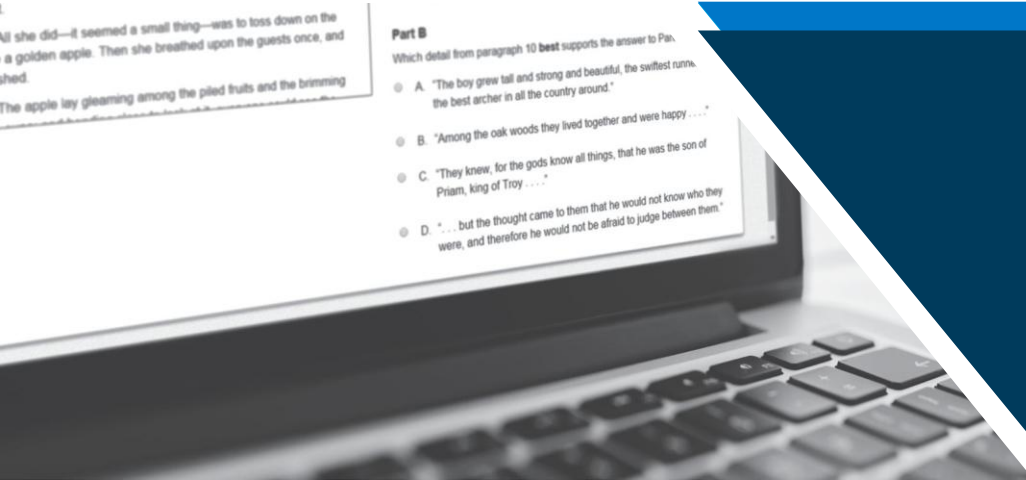 All she did—it seemed a small thing—was to toss down on the
a golden apple. Then she breathed upon the guests once, and
shed.
The apple lay gleaming among the piled fruits and the brimming
Part B
Which detail from paragraph 10 best supports the answer to Par
A. "The boy grew tall and strong and beautiful, the swiftest runne
the best archer in all the country around."
B. "Among the oak woods they lived together and were happy . . . ."
C. "They knew, for the gods know all things, that he was the son of
Priam, king of Troy . . . ."
D. ". . . but the thought came to them that he would not know who they
were, and therefore he would not be afraid to judge between them."